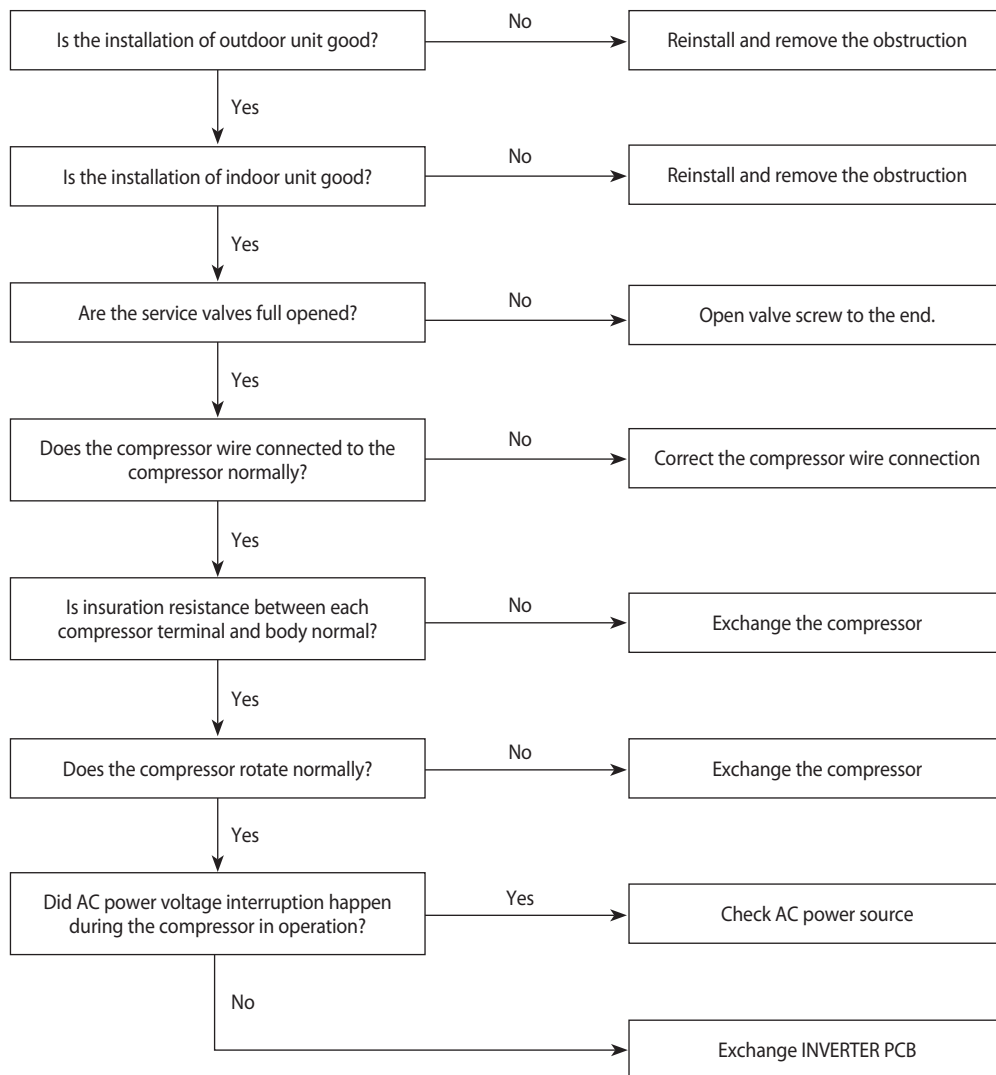 Is the installation of outdoor unit good?
No
Reinstall and remove the obstruction
Yes
Is the installation of indoor unit good?
No
Reinstall and remove the obstruction
Yes
Are the service valves full opened?
No
Open valve screw to the end.
Yes
Does the compressor wire connected to the
compressor normally?
No
Correct the compressor wire connection
Yes
Is insuration resistance between each
compressor terminal and body normal?
No
Exchange the compressor
Yes
Does the compressor rotate normally?
No
Exchange the compressor
Yes
Did AC power voltage interruption happen
during the compressor in operation?
Yes
Check AC power source
No
Exchange INVERTER PCB